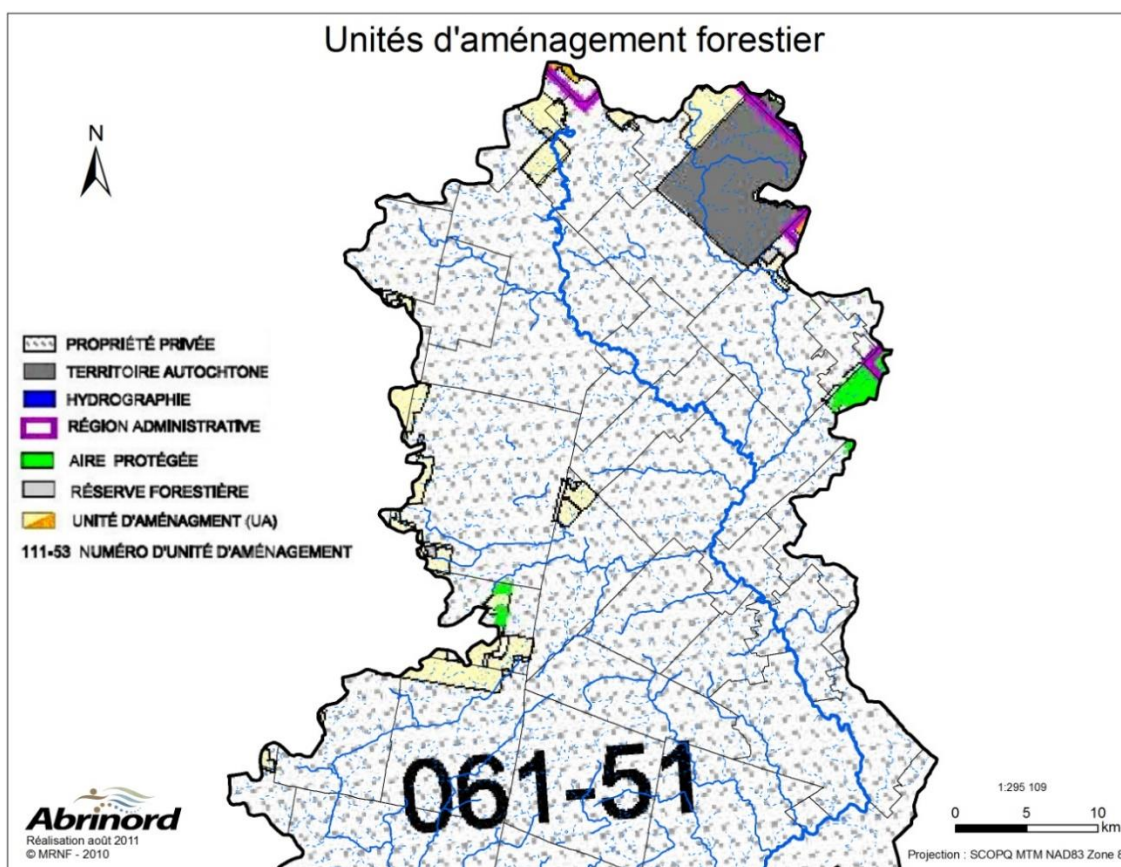 Unités d'aménagement forestier
N
PROPRIÉTÉ PRIVÉE
TERRITOIRE AUTOCHTONE
HYDROGRAPHIE
RÉGION ADMINISTRATIVE
AIRE PROTÉGÉE
RÉSERVE FORESTIÈRE
UNITÉ D'AMÉNAGMENT (UA)
111-53 NUMÉRO D'UNITÉ D'AMÉNAGEMENT
061-51
Abrinord
Réalisation août 2011
© MRNF - 2010
1:295 109
0 5 10
km
Projection : SCOPQ MTM NAD83 Zone 8